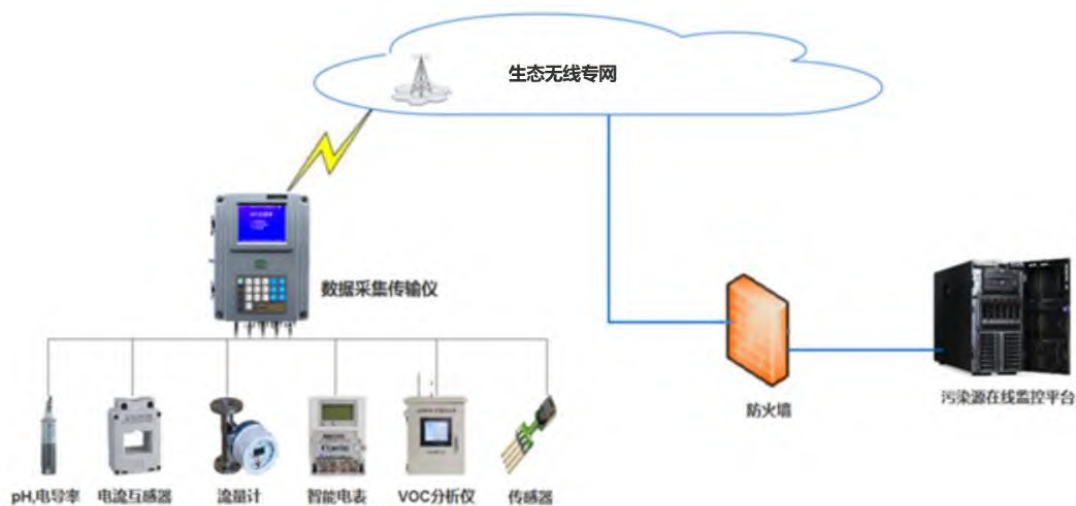 生态无线专网
数据采集传输仪
防火墙
污染源在线监控平台
pH,电导率
电流互感器
流量计
智能电表
VOC分析仪
传感器